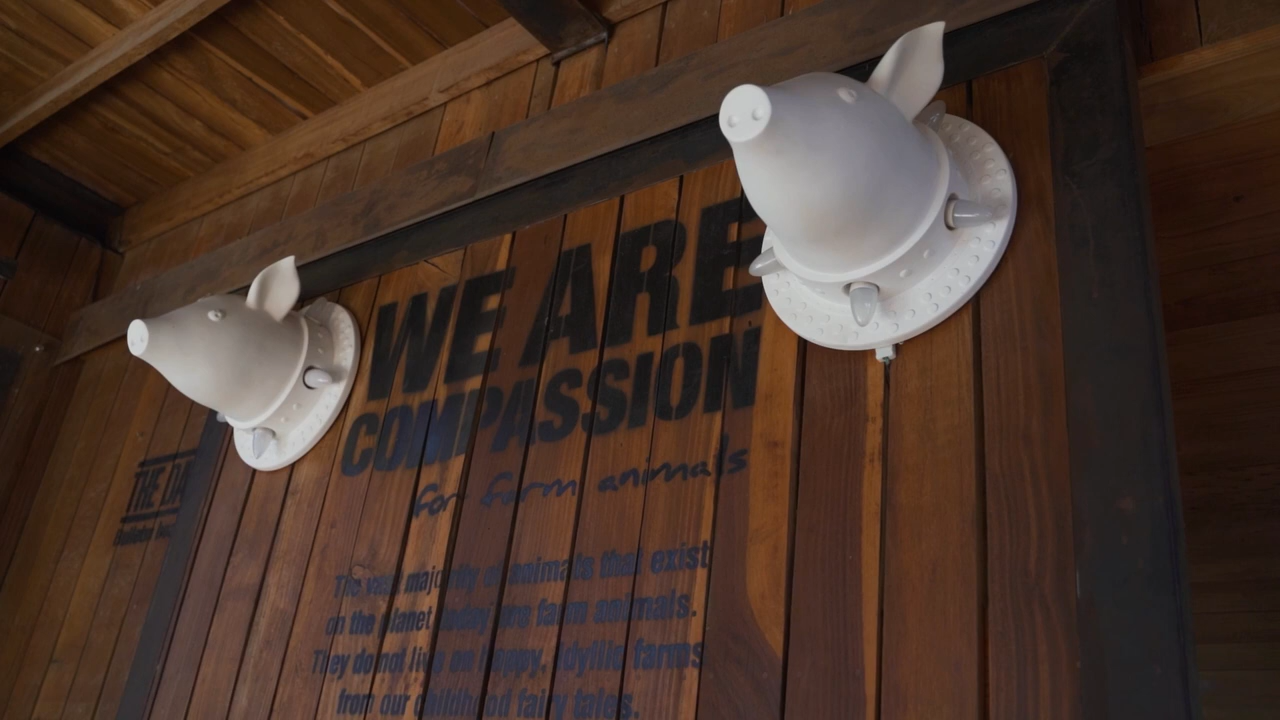 WE ARE
COMPASSION
for farm animals
The vast majority of animals that exist
on the planet today are farm animals.
They do not live on happy, idyllic farms
from our childhood fairy tales.
THE DA